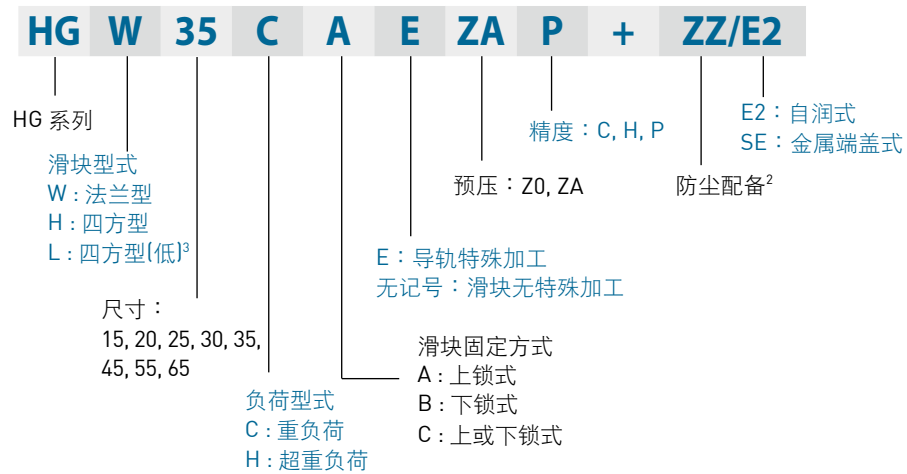 HG W 35 C A E ZA P + ZZ/E2
HG 系列
滑块型式
W : 法兰型
H : 四方型
L : 四方型(低)3
尺寸：
15, 20, 25, 30, 35,
45, 55, 65
负荷型式
C : 重负荷
H : 超重负荷
滑块固定方式
A : 上锁式
B : 下锁式
C : 上或下锁式
E：导轨特殊加工
无记号：滑块无特殊加工
预压：Z0, ZA
精度：C, H, P
防尘配备2
E2：自润式
SE：金属端盖式